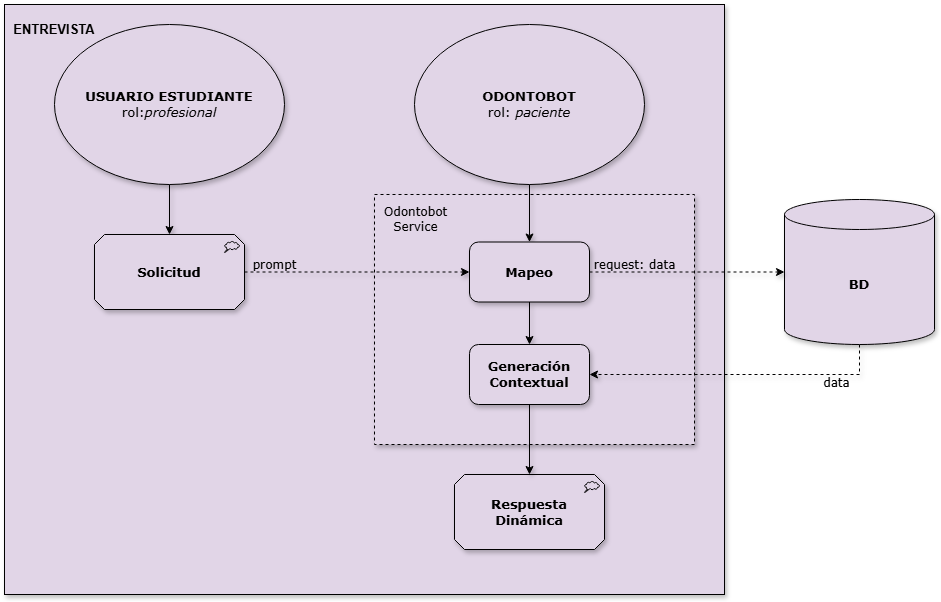 ENTREVISTA
USUARIO ESTUDIANTE
rol:profesional
ODONTOBOT
rol: paciente
Odontobot
Service
Solicitud
prompt
Mapeo
request: data
BD
Generación
Contextual
data
Respuesta
Dinámica